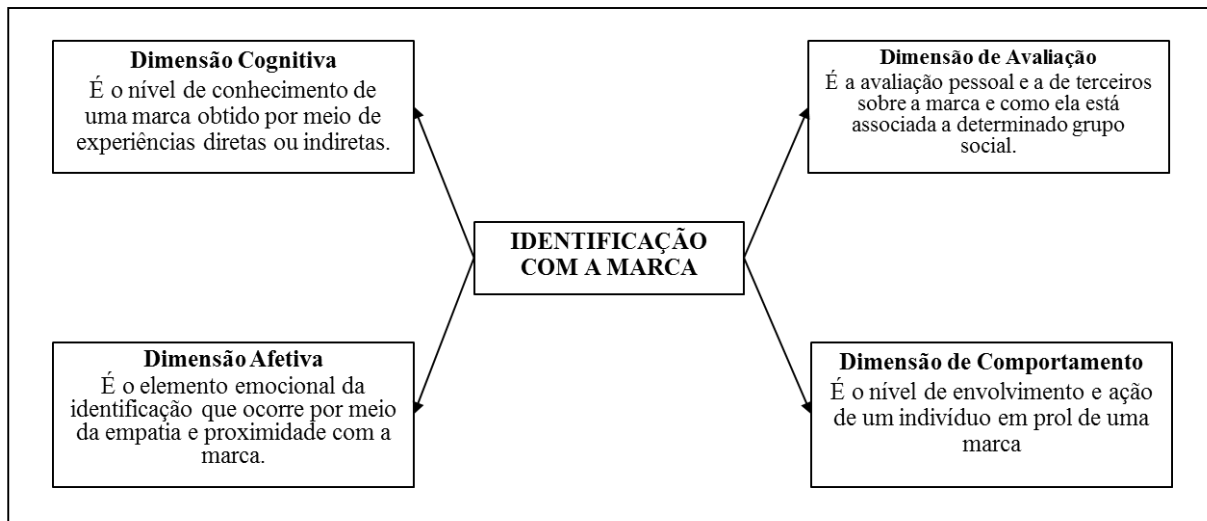 Dimensão Cognitiva
É o nível de conhecimento de
uma marca obtido por meio de
experiências diretas ou indiretas.
Dimensão de Avaliação
É a avaliação pessoal e a de terceiros
sobre a marca e como ela está
associada a determinado grupo
social.
IDENTIFICAÇÃO
COM A MARCA
Dimensão Afetiva
É o elemento emocional da
identificação que ocorre por meio
da empatia e proximidade com a
marca.
Dimensão de Comportamento
É o nível de envolvimento e ação
de um indivíduo em prol de uma
marca